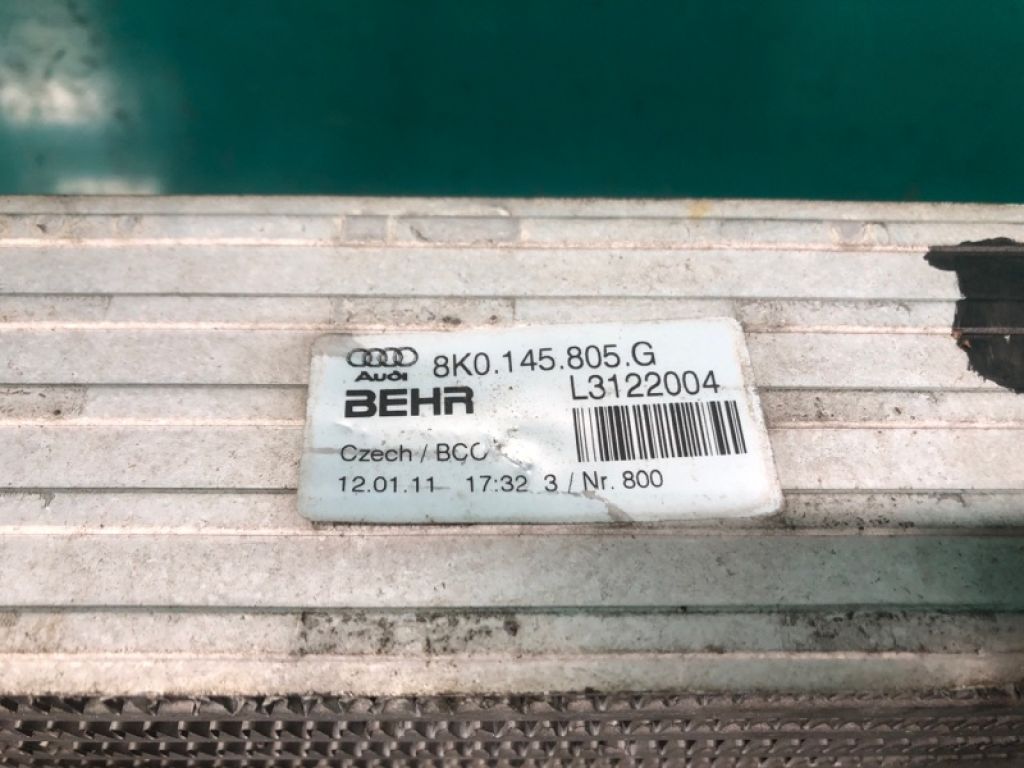 Audi 8K0.145.805.G
BEHR L3122004
Czech / BCC
12.01.11 17:32 3 / Nr. 800